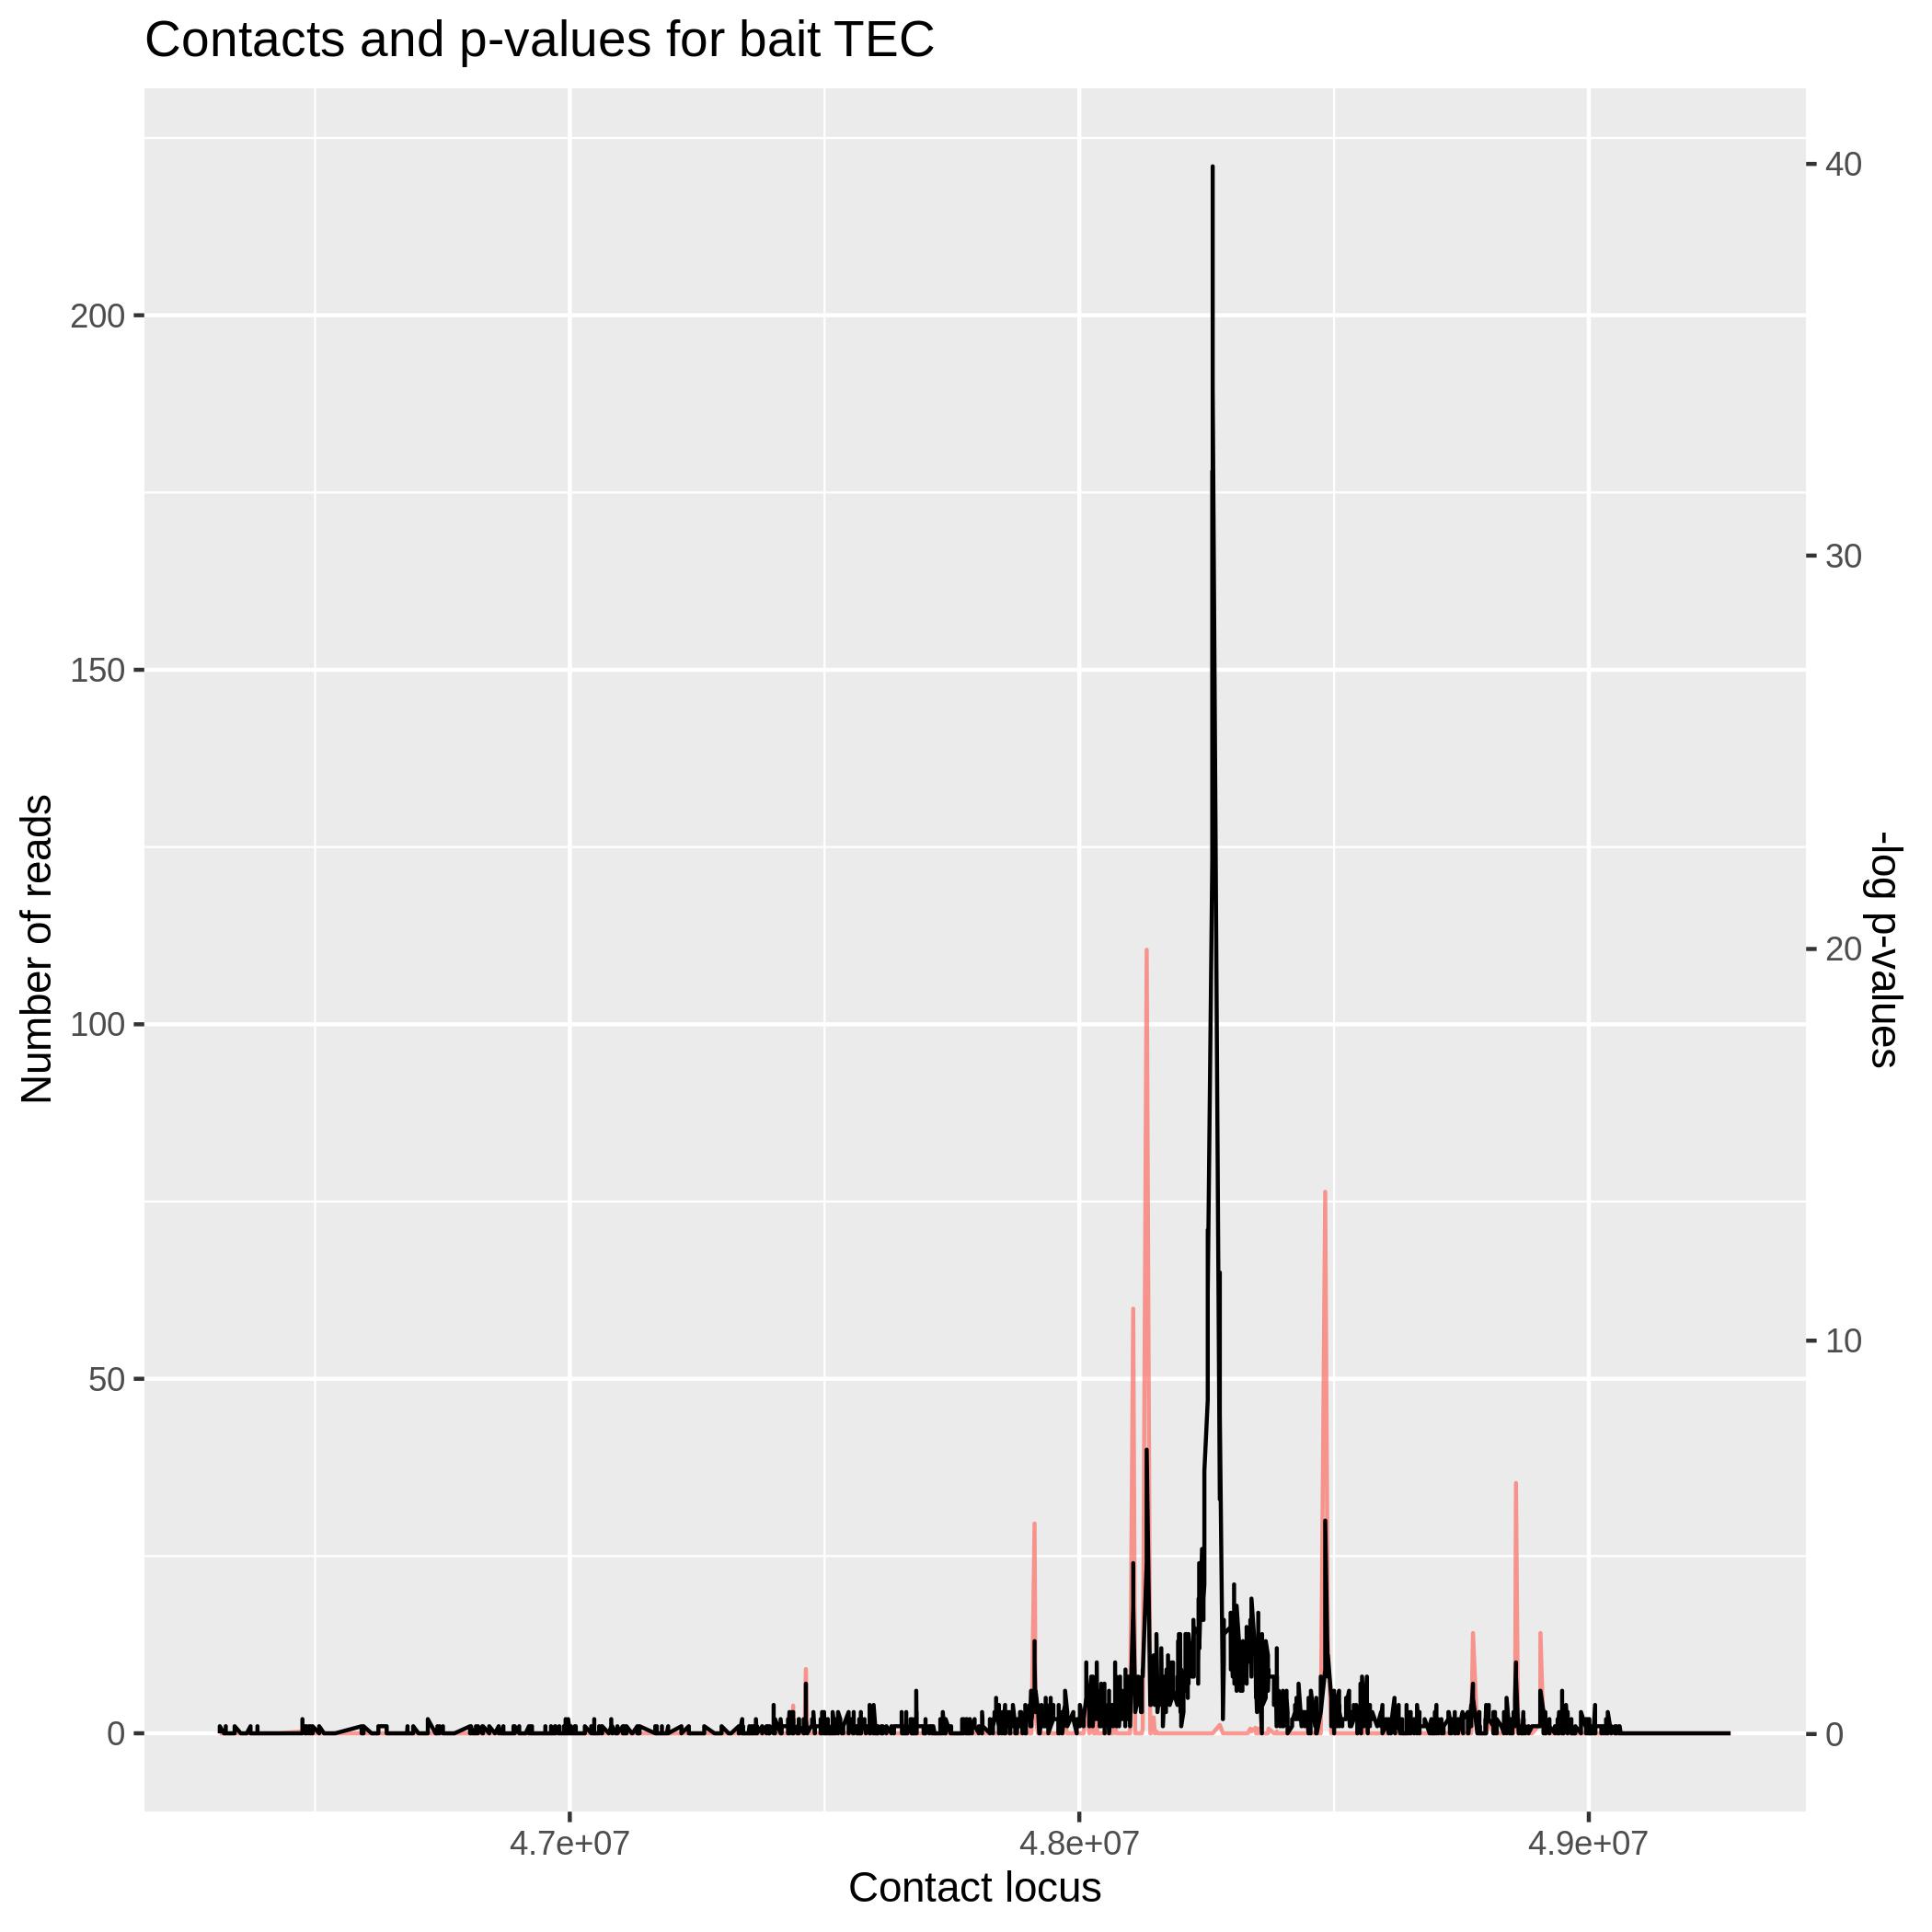 Contacts and p-values for bait TEC
Number of reads
200
150
100
50
0
40
30
20
10
0
-log p-values
4.7e+07
4.8e+07
4.9e+07
Contact locus